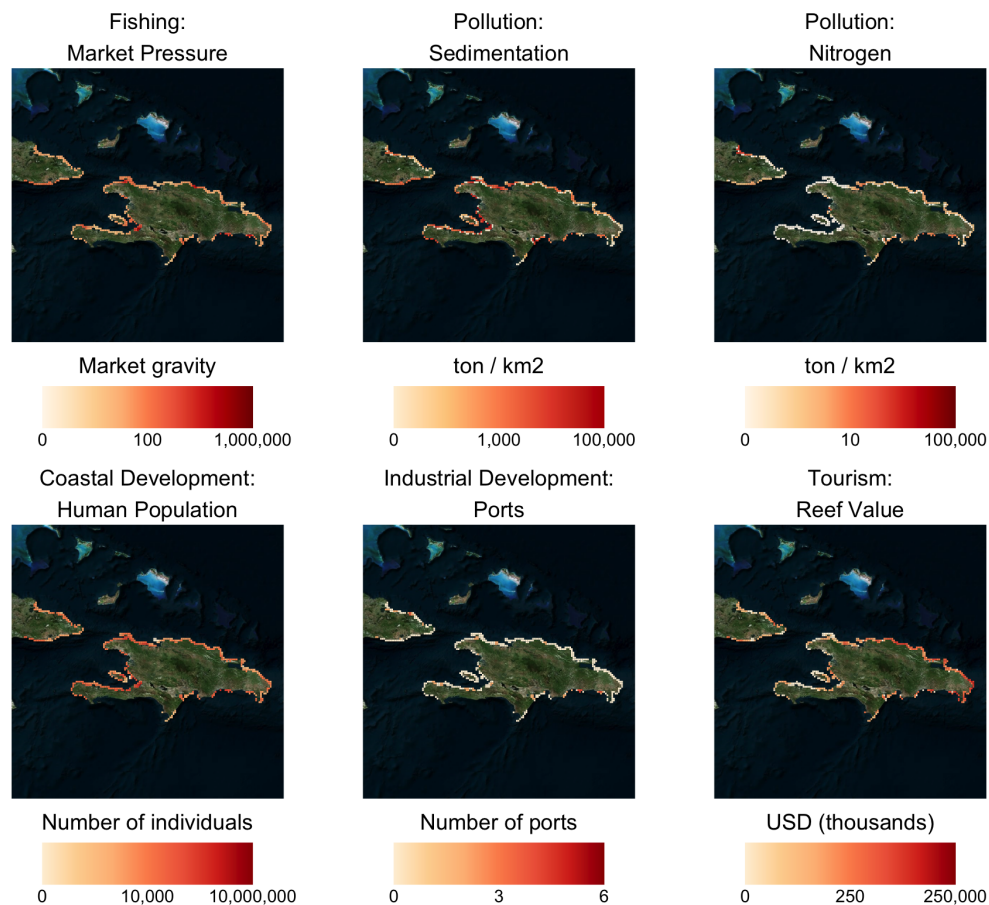 Fishing:
Market Pressure
Pollution:
Sedimentation
Pollution:
Nitrogen
Market gravity
0 100 1,000,000
ton / km2
0 1,000 100,000
ton / km2
0 10 100,000
Coastal Development:
Human Population
Industrial Development:
Ports
Tourism:
Reef Value
Number of individuals
0 10,000 10,000,000
Number of ports
0 3 6
USD (thousands)
0 250 250,000